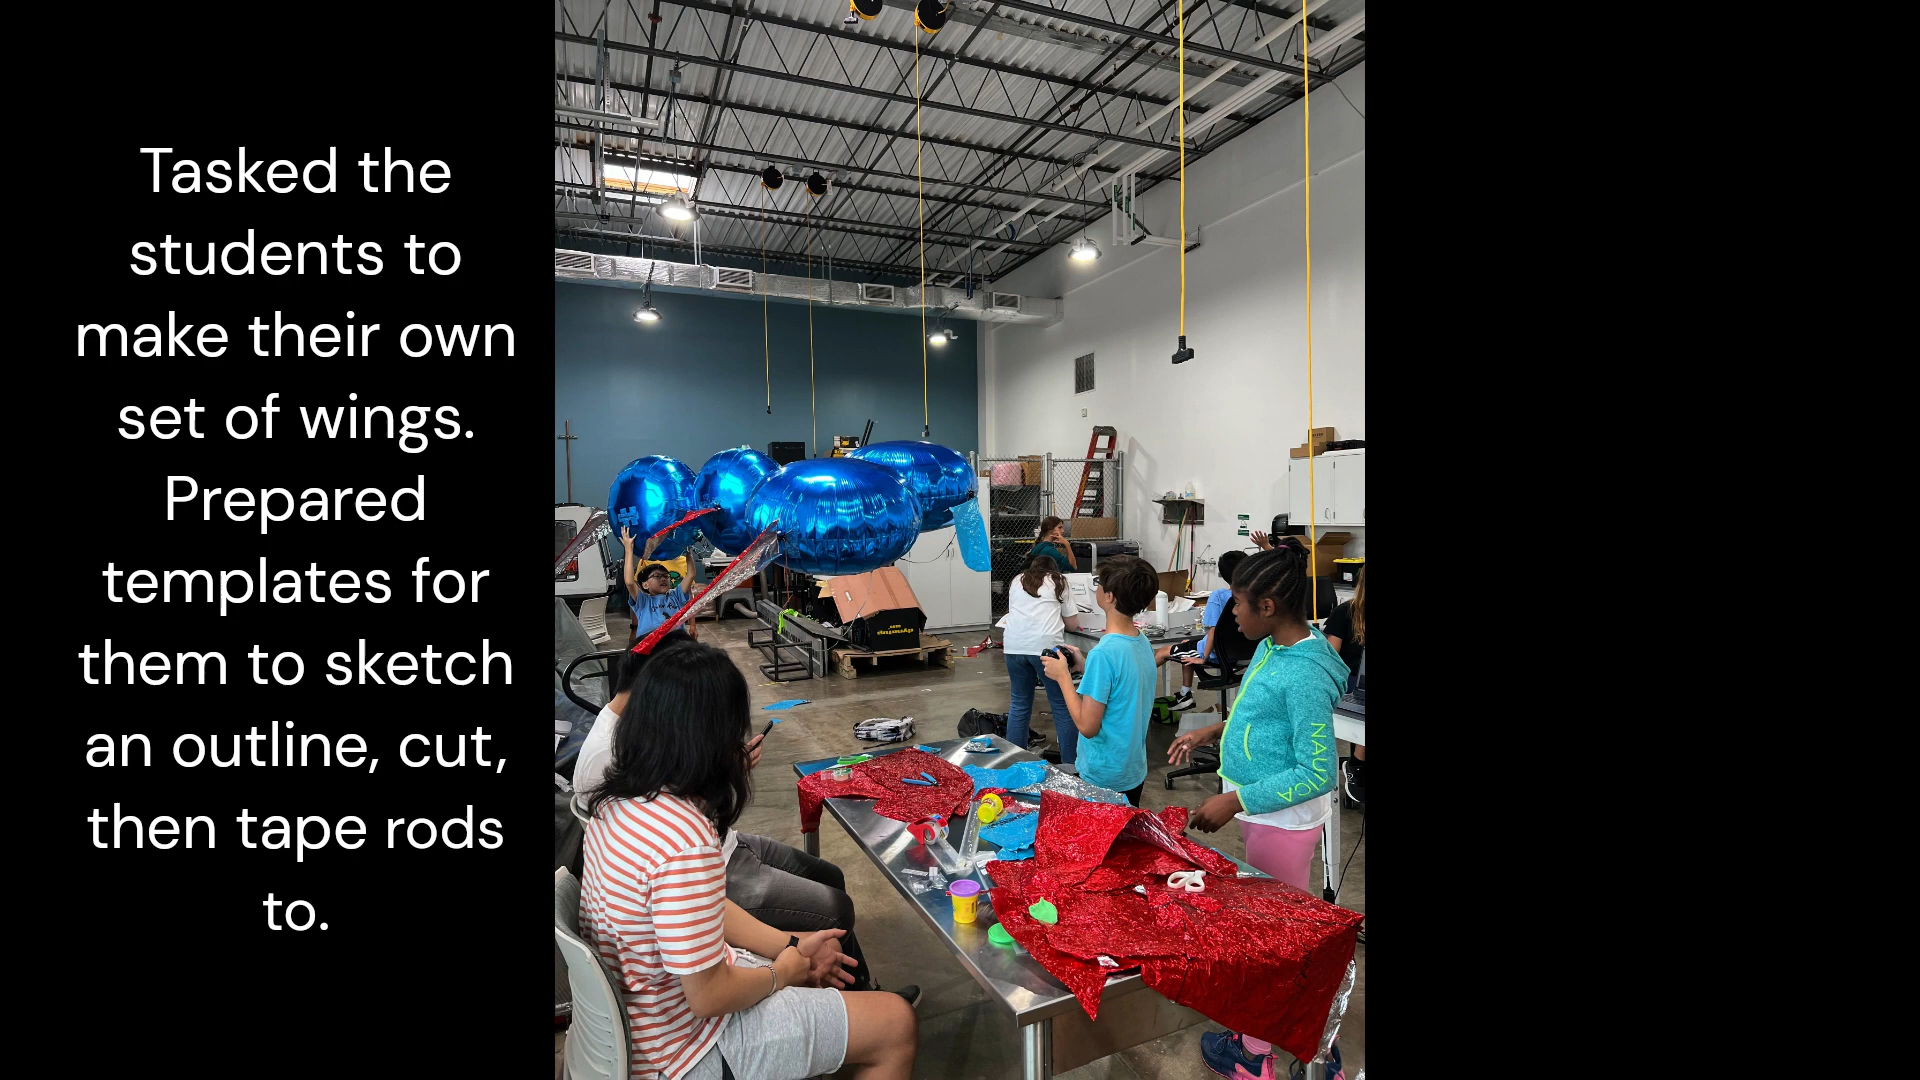 Tasked the
students to
make their own
set of wings.
Prepared
templates for
them to sketch
an outline, cut,
then tape rods
to.
NAUTICA